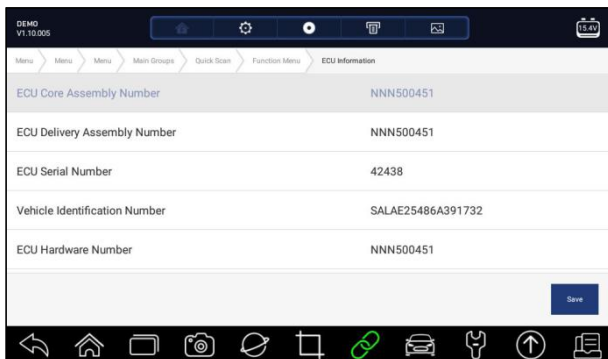 DEMO
V1.10.005
15.4V
Menu Menu Menu Main Groups Quick Scan Function Menu ECU Information
ECU Core Assembly Number NNN500451
ECU Delivery Assembly Number NNN500451
ECU Serial Number 42438
Vehicle Identification Number SALAE25486A391732
ECU Hardware Number NNN500451
Save